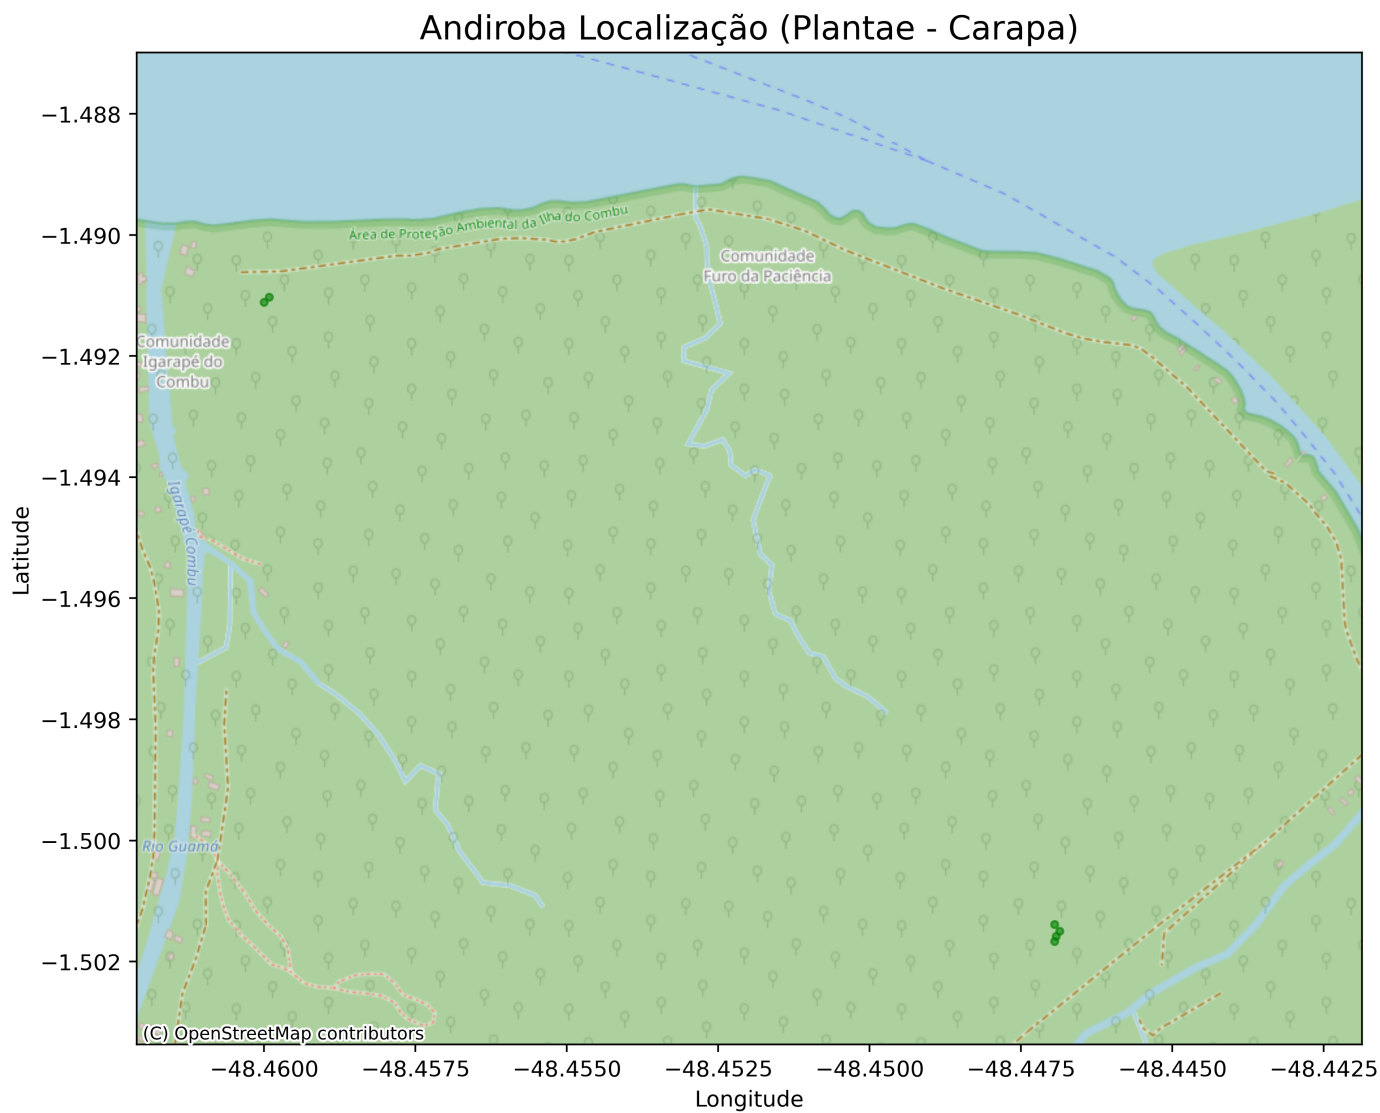 Andiroba Localização (Plantae - Carapa)
−1.488
−1.490
−1.492
−1.494
−1.496
−1.498
−1.500
−1.502
Latitude
Área de Proteção Ambiental da Ilha do Combu
Comunidade
Furo da Paciência
Comunidade
Igarapé do
Combu
Igarapé Combu
Rio Guamá
(C) OpenStreetMap contributors
−48.4600
−48.4575
−48.4550
−48.4525
−48.4500
−48.4475
−48.4450
−48.4425
Longitude